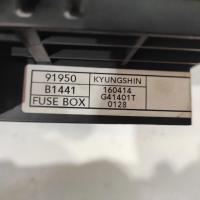 91950 KYUNGSHIN
B1441 160414
G41401T
FUSE BOX 0128